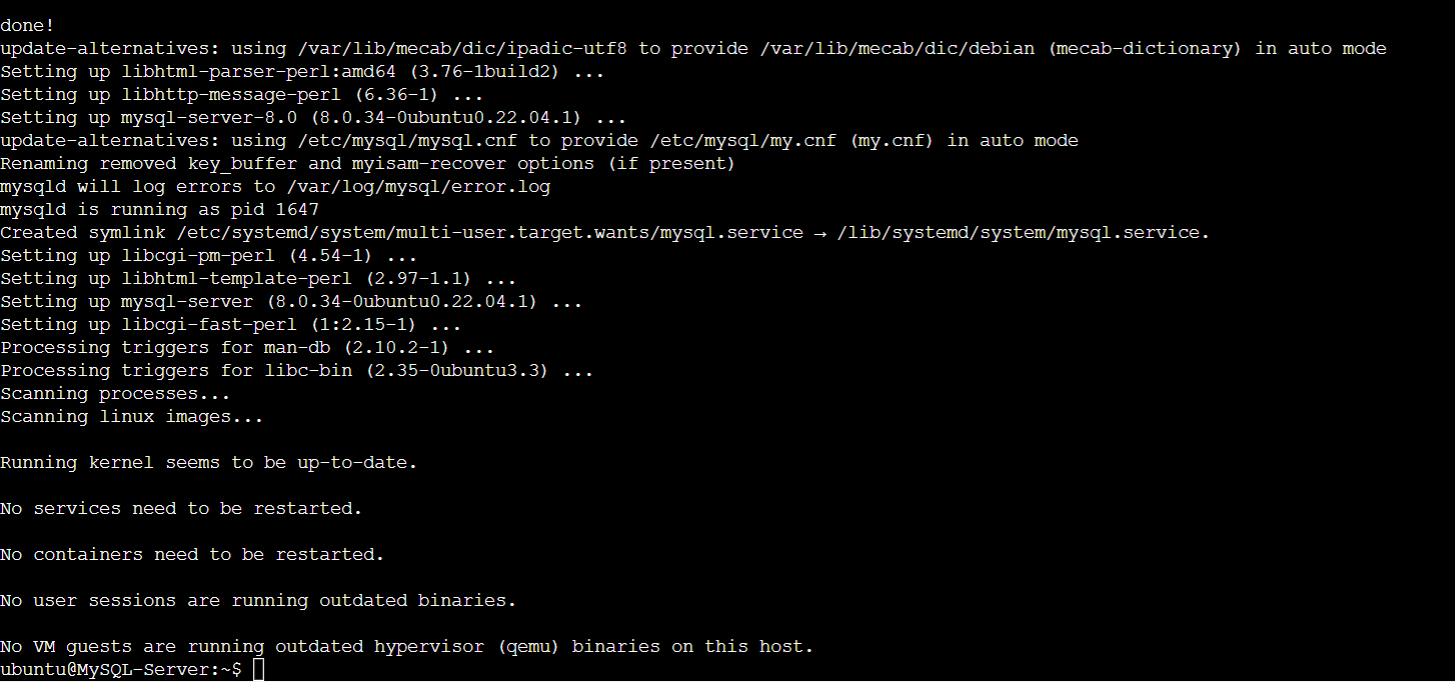 done!
update-alternatives: using /var/lib/mecab/dic/ipadic-utf8 to provide /var/lib/mecab/dic/debian (mecab-dictionary) in auto mode
Setting up libhtml-parser-perl:amd64 (3.76-1build2) ...
Setting up libhttp-message-perl (6.36-1) ...
Setting up mysql-server-8.0 (8.0.34-0ubuntu0.22.04.1) ...
update-alternatives: using /etc/mysql/mysql.cnf to provide /etc/mysql/my.cnf (my.cnf) in auto mode
Renaming removed key_buffer and myisam-recover options (if present)
mysqld will log errors to /var/log/mysql/error.log
mysqld is running as pid 1647
Created symlink /etc/systemd/system/multi-user.target.wants/mysql.service → /lib/systemd/system/mysql.service.
Setting up libcgi-pm-perl (4.54-1) ...
Setting up libhtml-template-perl (2.97-1.1) ...
Setting up mysql-server (8.0.34-0ubuntu0.22.04.1) ...
Setting up libcgi-fast-perl (1:2.15-1) ...
Processing triggers for man-db (2.10.2-1) ...
Processing triggers for libc-bin (2.35-0ubuntu3.3) ...
Scanning processes...
Scanning linux images...
Running kernel seems to be up-to-date.
No services need to be restarted.
No containers need to be restarted.
No user sessions are running outdated binaries.
No VM guests are running outdated hypervisor (qemu) binaries on this host.
ubuntu@MySQL-Server:~$